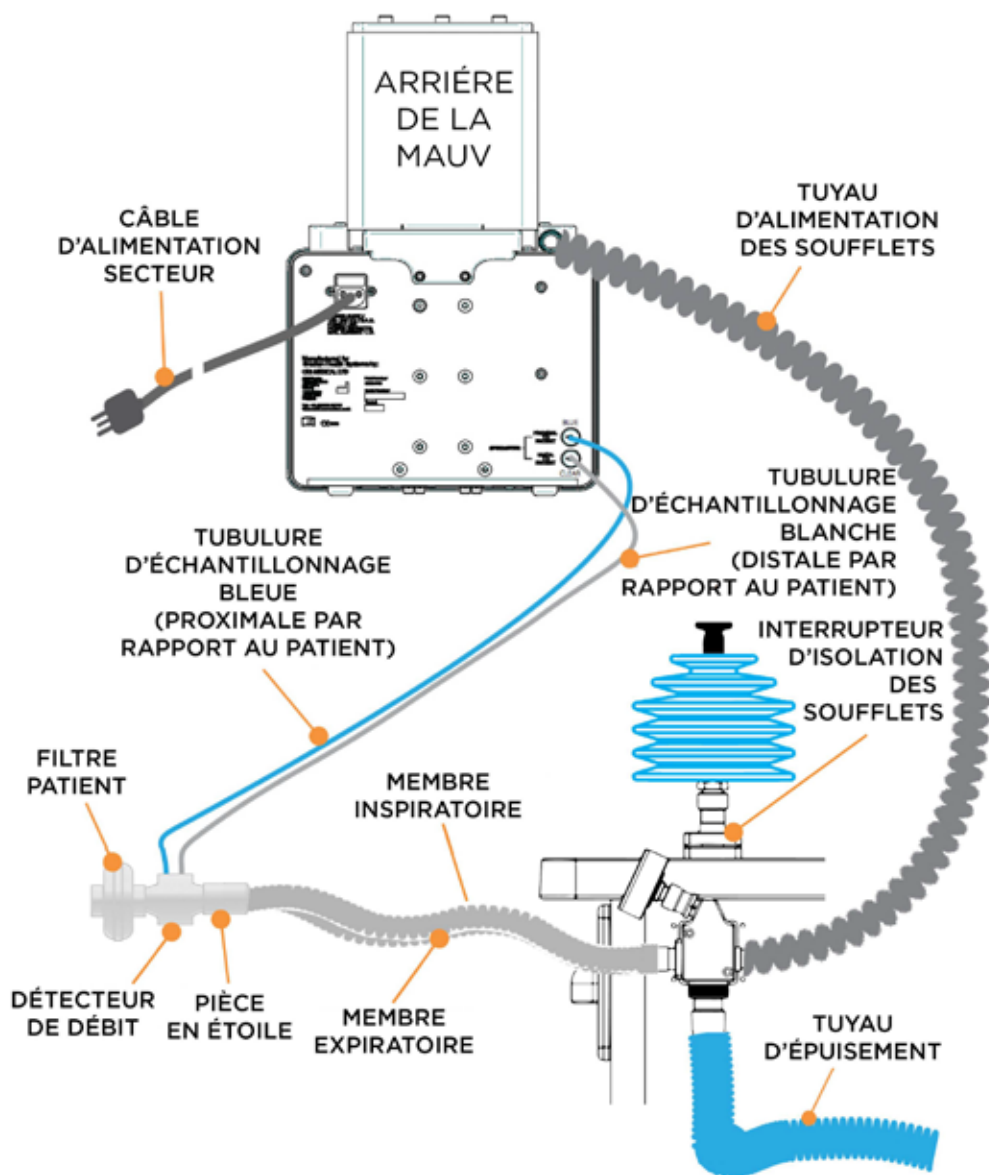 ARRIÉRE
DE LA
MAUV
CÂBLE
D'ALIMENTATION
SECTEUR
TUYAU
D'ALIMENTATION
DES SOUFFLETS
BLUE
CLEAR
TUBULURE
D'ÉCHANTILLONNAGE
BLEUE
(PROXIMALE PAR
RAPPORT AU PATIENT)
TUBULURE
D'ÉCHANTILLONNAGE
BLANCHE
(DISTALE PAR
RAPPORT AU PATIENT)
INTERRUPTEUR
D'ISOLATION
DES
SOUFFLETS
FILTRE
PATIENT
MEMBRE
INSPIRATOIRE
DÉTECTEUR
DE DÉBIT
PIÈCE
EN ÉTOILE
MEMBRE
EXPIRATOIRE
TUYAU
D'ÉPUISEMENT